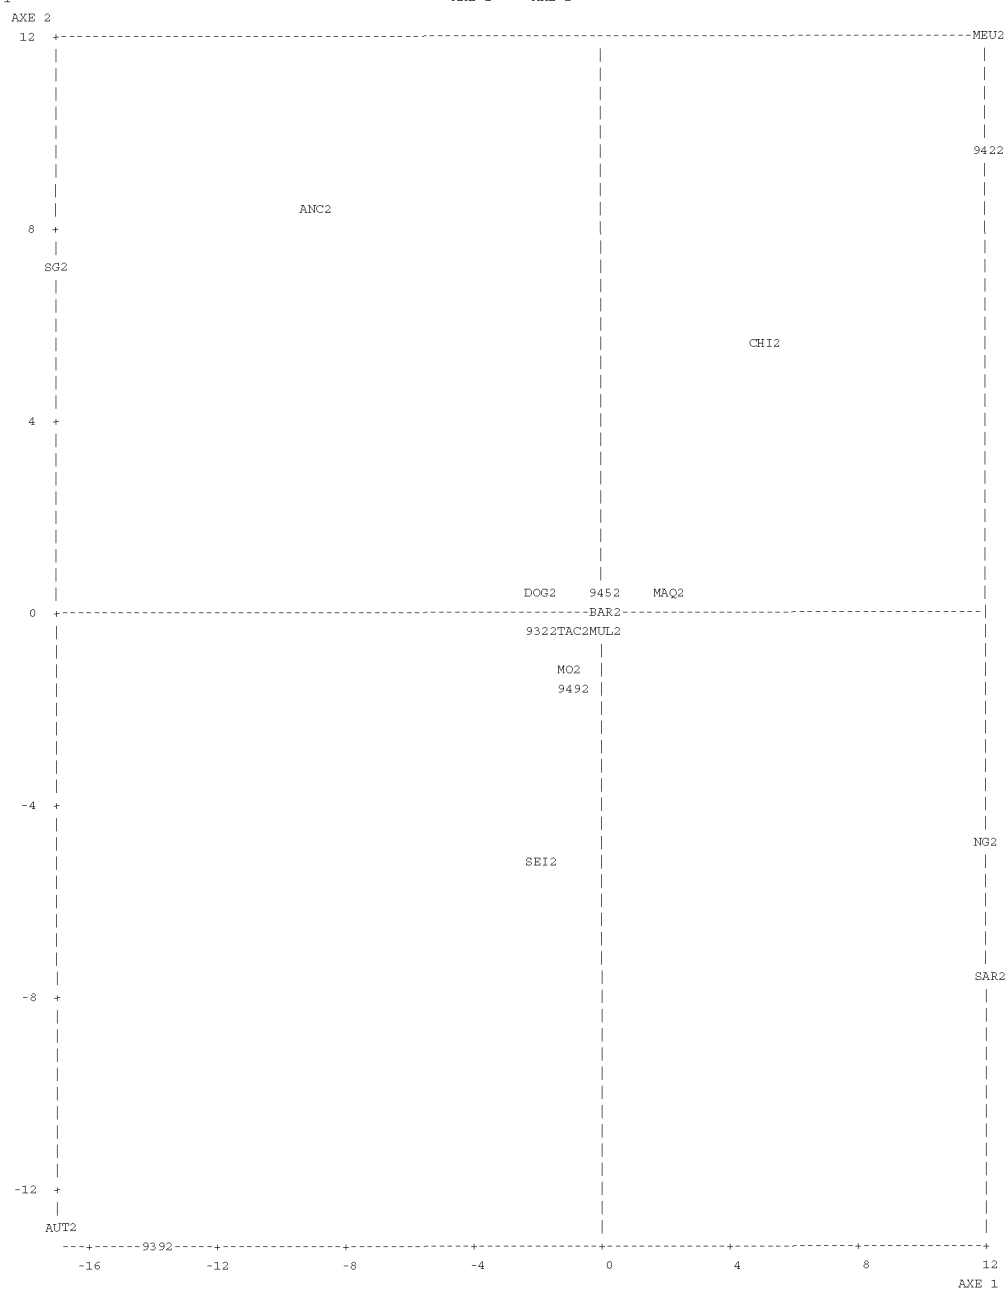 AXE 2
12 MEU2
9422
ANC2
8
SG2
CHI2
4
DOG2 9452 MAQ2
0 BAR2
9322TAC2MUL2
MO2
9492
-4
NG2
SEI2
SAR2
-8
-12
AUT2
9392
-16 -12 -8 -4 0 4 8 12
AXE 1